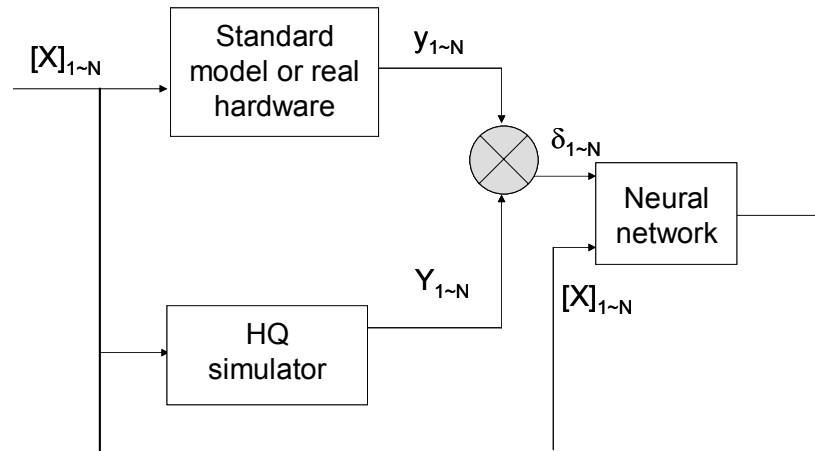 [X]1~N
Standard
model or real
hardware
y1~N
δ1~N
Neural
network
Y1~N
[X]1~N
HQ
simulator